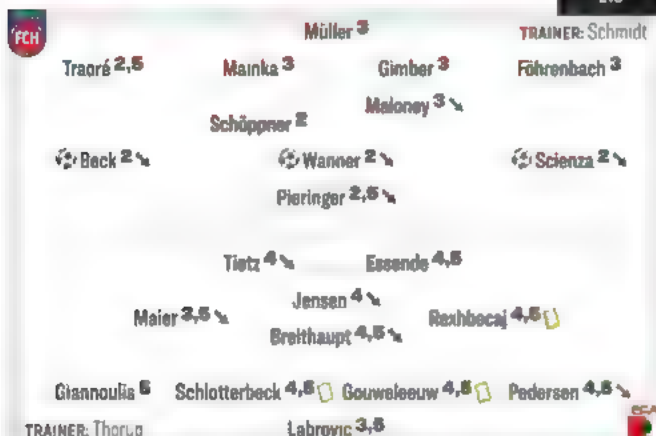 FCH
Müller 3
TRAINER: Schmidt
Traoré 2,5 Mainka 3 Gimber 3 Föhrenbach 3
Maloney 3
Schöppner 2
Beck 2 Wanner 2 Scienza 2
Pieringer 2,5
Tietz 4 Essende 4,5
Jensen 4
Maier 3,5 Rexhbecaj 4,5
Breithaupt 4,5
Giannoulis 5 Schlotterbeck 4,5 Gouweleeuw 4,5 Pedersen 4,5
TRAINER: Thorup Labrovic 3,5